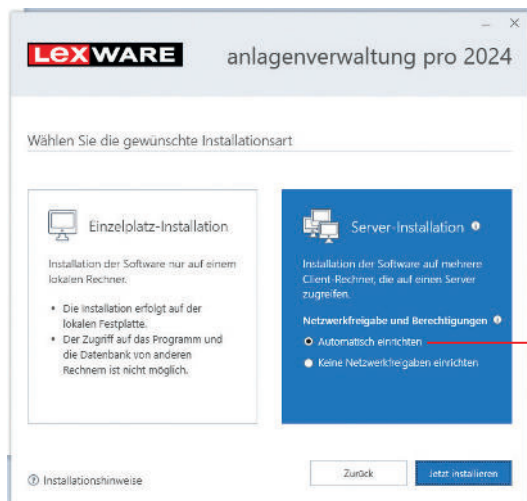 LEXWARE
anlagenverwaltung pro 2024
Wählen Sie die gewünschte Installationsart
Einzelplatz-Installation
Installation der Software nur auf einem
lokalen Rechner.
• Die Installation erfolgt auf der
lokalen Festplatte.
• Der Zugriff auf das Programm und
die Datenbank von anderen
Rechnern ist nicht möglich.
Server-Installation
Installation der Software auf mehrere
Client-Rechner, die auf einen Server
zugreifen.
Netzwerkfreigabe und Berechtigungen
Automatisch einrichten
Keine Netzwerkfreigaben einrichten
Installationshinweise
Zurück
Jetzt installieren